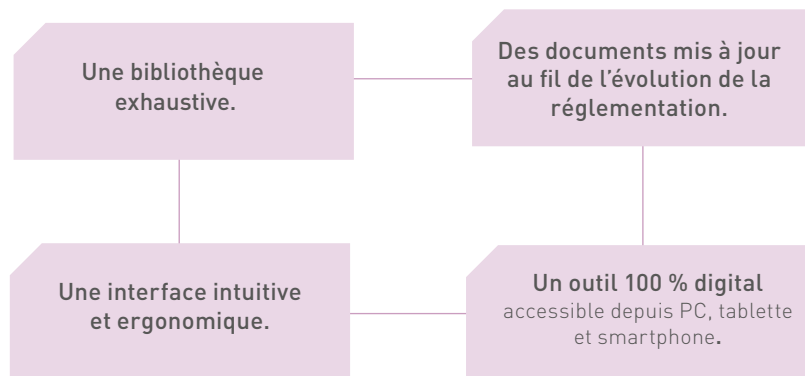 Une bibliothèque
exhaustive.
Des documents mis à jour
au fil de l’évolution de la
réglementation.
Une interface intuitive
et ergonomique.
Un outil 100 % digital
accessible depuis PC, tablette
et smartphone.